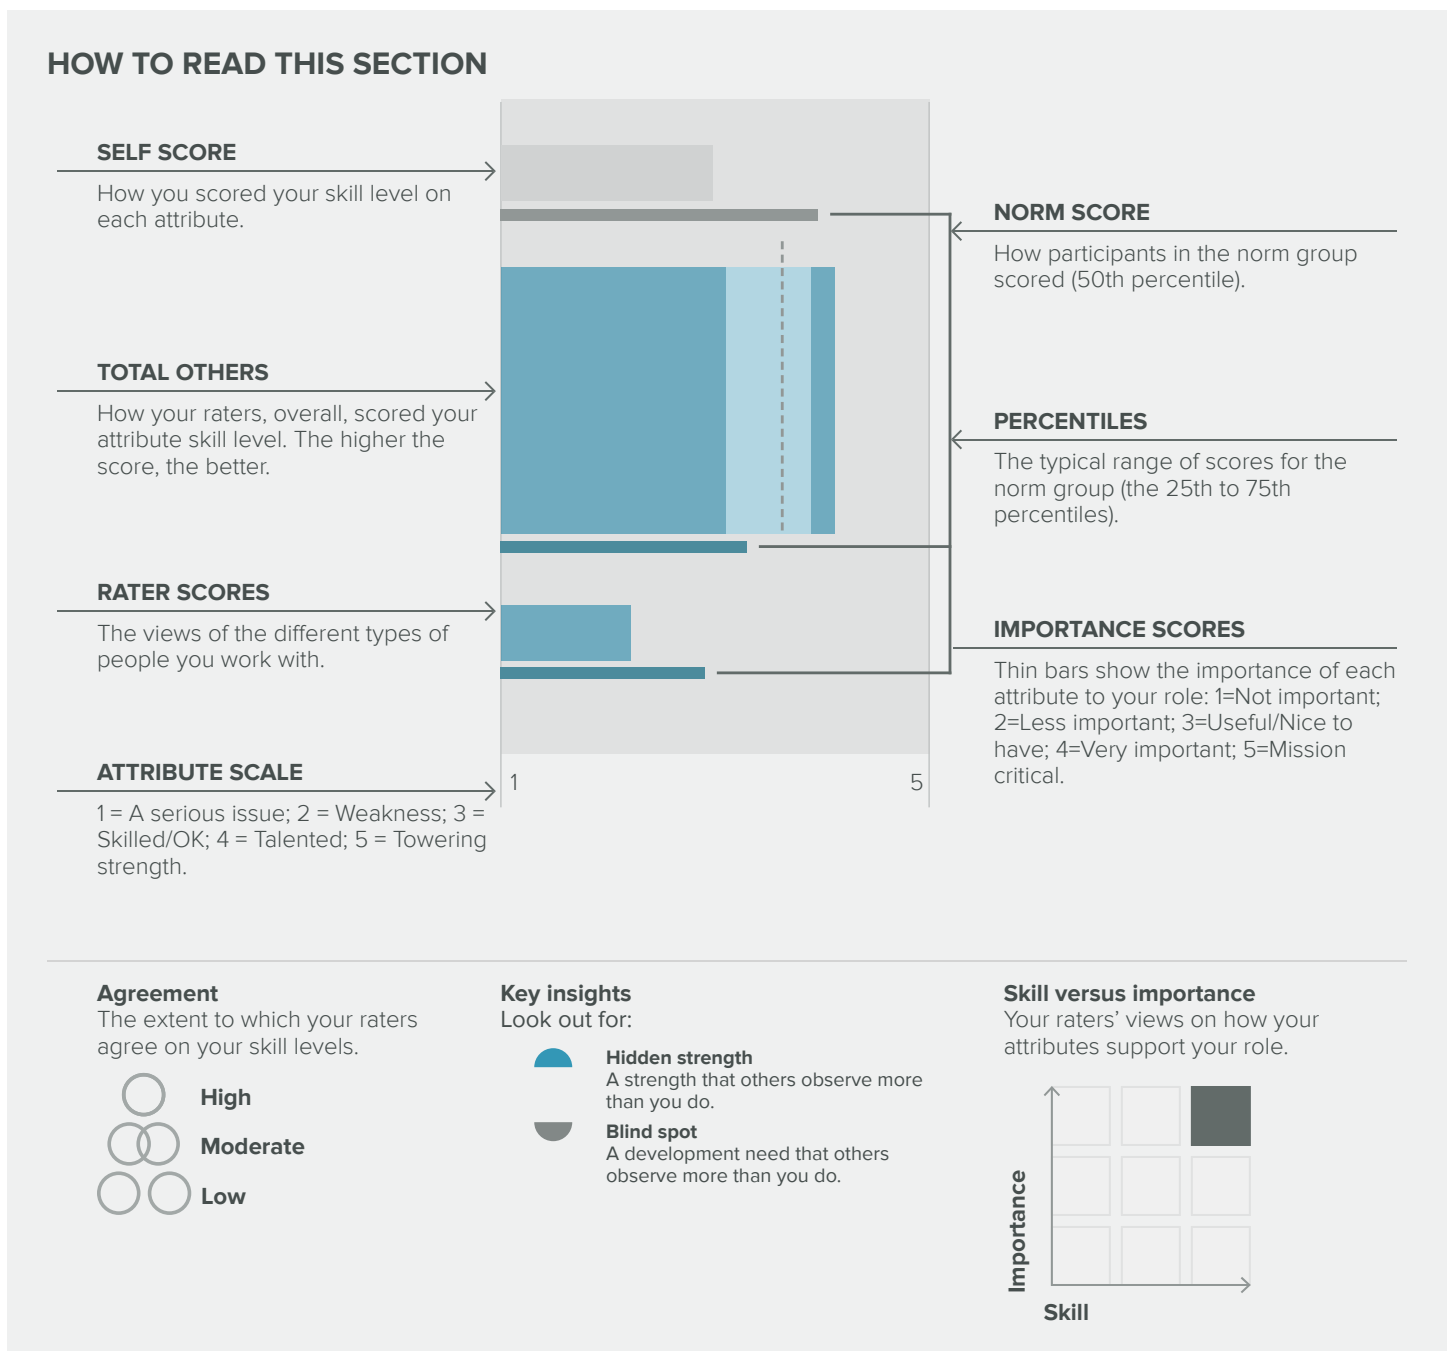 HOW TO READ THIS SECTION
SELF SCORE
How you scored your skill level on
each attribute.
TOTAL OTHERS
How your raters, overall, scored your
attribute skill level. The higher the
score, the better.
RATER SCORES
The views of the different types of
people you work with.
ATTRIBUTE SCALE
1 = A serious issue; 2 = Weakness; 3 =
Skilled/OK; 4 = Talented; 5 = Towering
strength.
1
5
NORM SCORE
How participants in the norm group
scored (50th percentile).
PERCENTILES
The typical range of scores for the
norm group (the 25th to 75th
percentiles).
IMPORTANCE SCORES
Thin bars show the importance of each
attribute to your role: 1=Not important;
2=Less important; 3=Useful/Nice to
have; 4=Very important; 5=Mission
critical.
Agreement
The extent to which your raters
agree on your skill levels.
High
Moderate
Low
Key insights
Look out for:
Hidden strength
A strength that others observe more
than you do.
Blind spot
A development need that others
observe more than you do.
Skill versus importance
Your raters’ views on how your
attributes support your role.
Importance
Skill